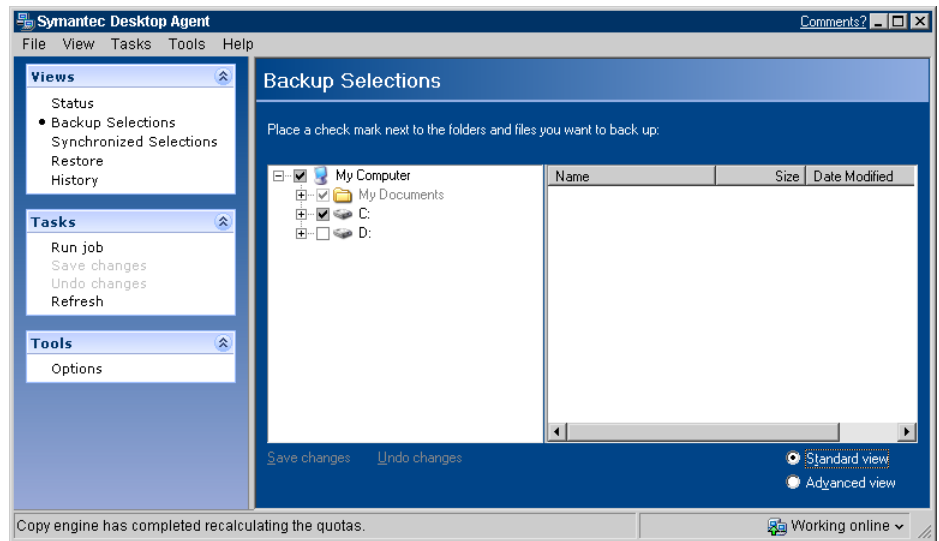 Symantec Desktop Agent
Comments?
File View Tasks Tools Help
Views
Status
Backup Selections
Synchronized Selections
Restore
History
Tasks
Run job
Save changes
Undo changes
Refresh
Tools
Options
Backup Selections
Place a check mark next to the folders and files you want to back up:
My Computer
My Documents
C:
D:
Name Size Date Modified
Save changes Undo changes
Standard view
Advanced view
Copy engine has completed recalculating the quotas.
Working online